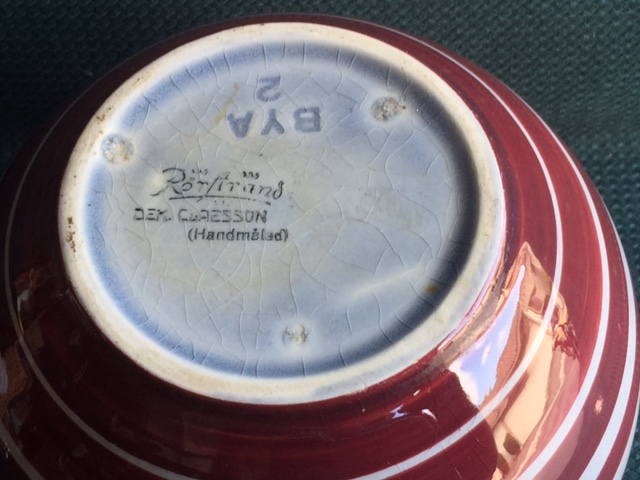 BYA
2
Rörstrand
DEK. CLAESSON
(Handmålad)